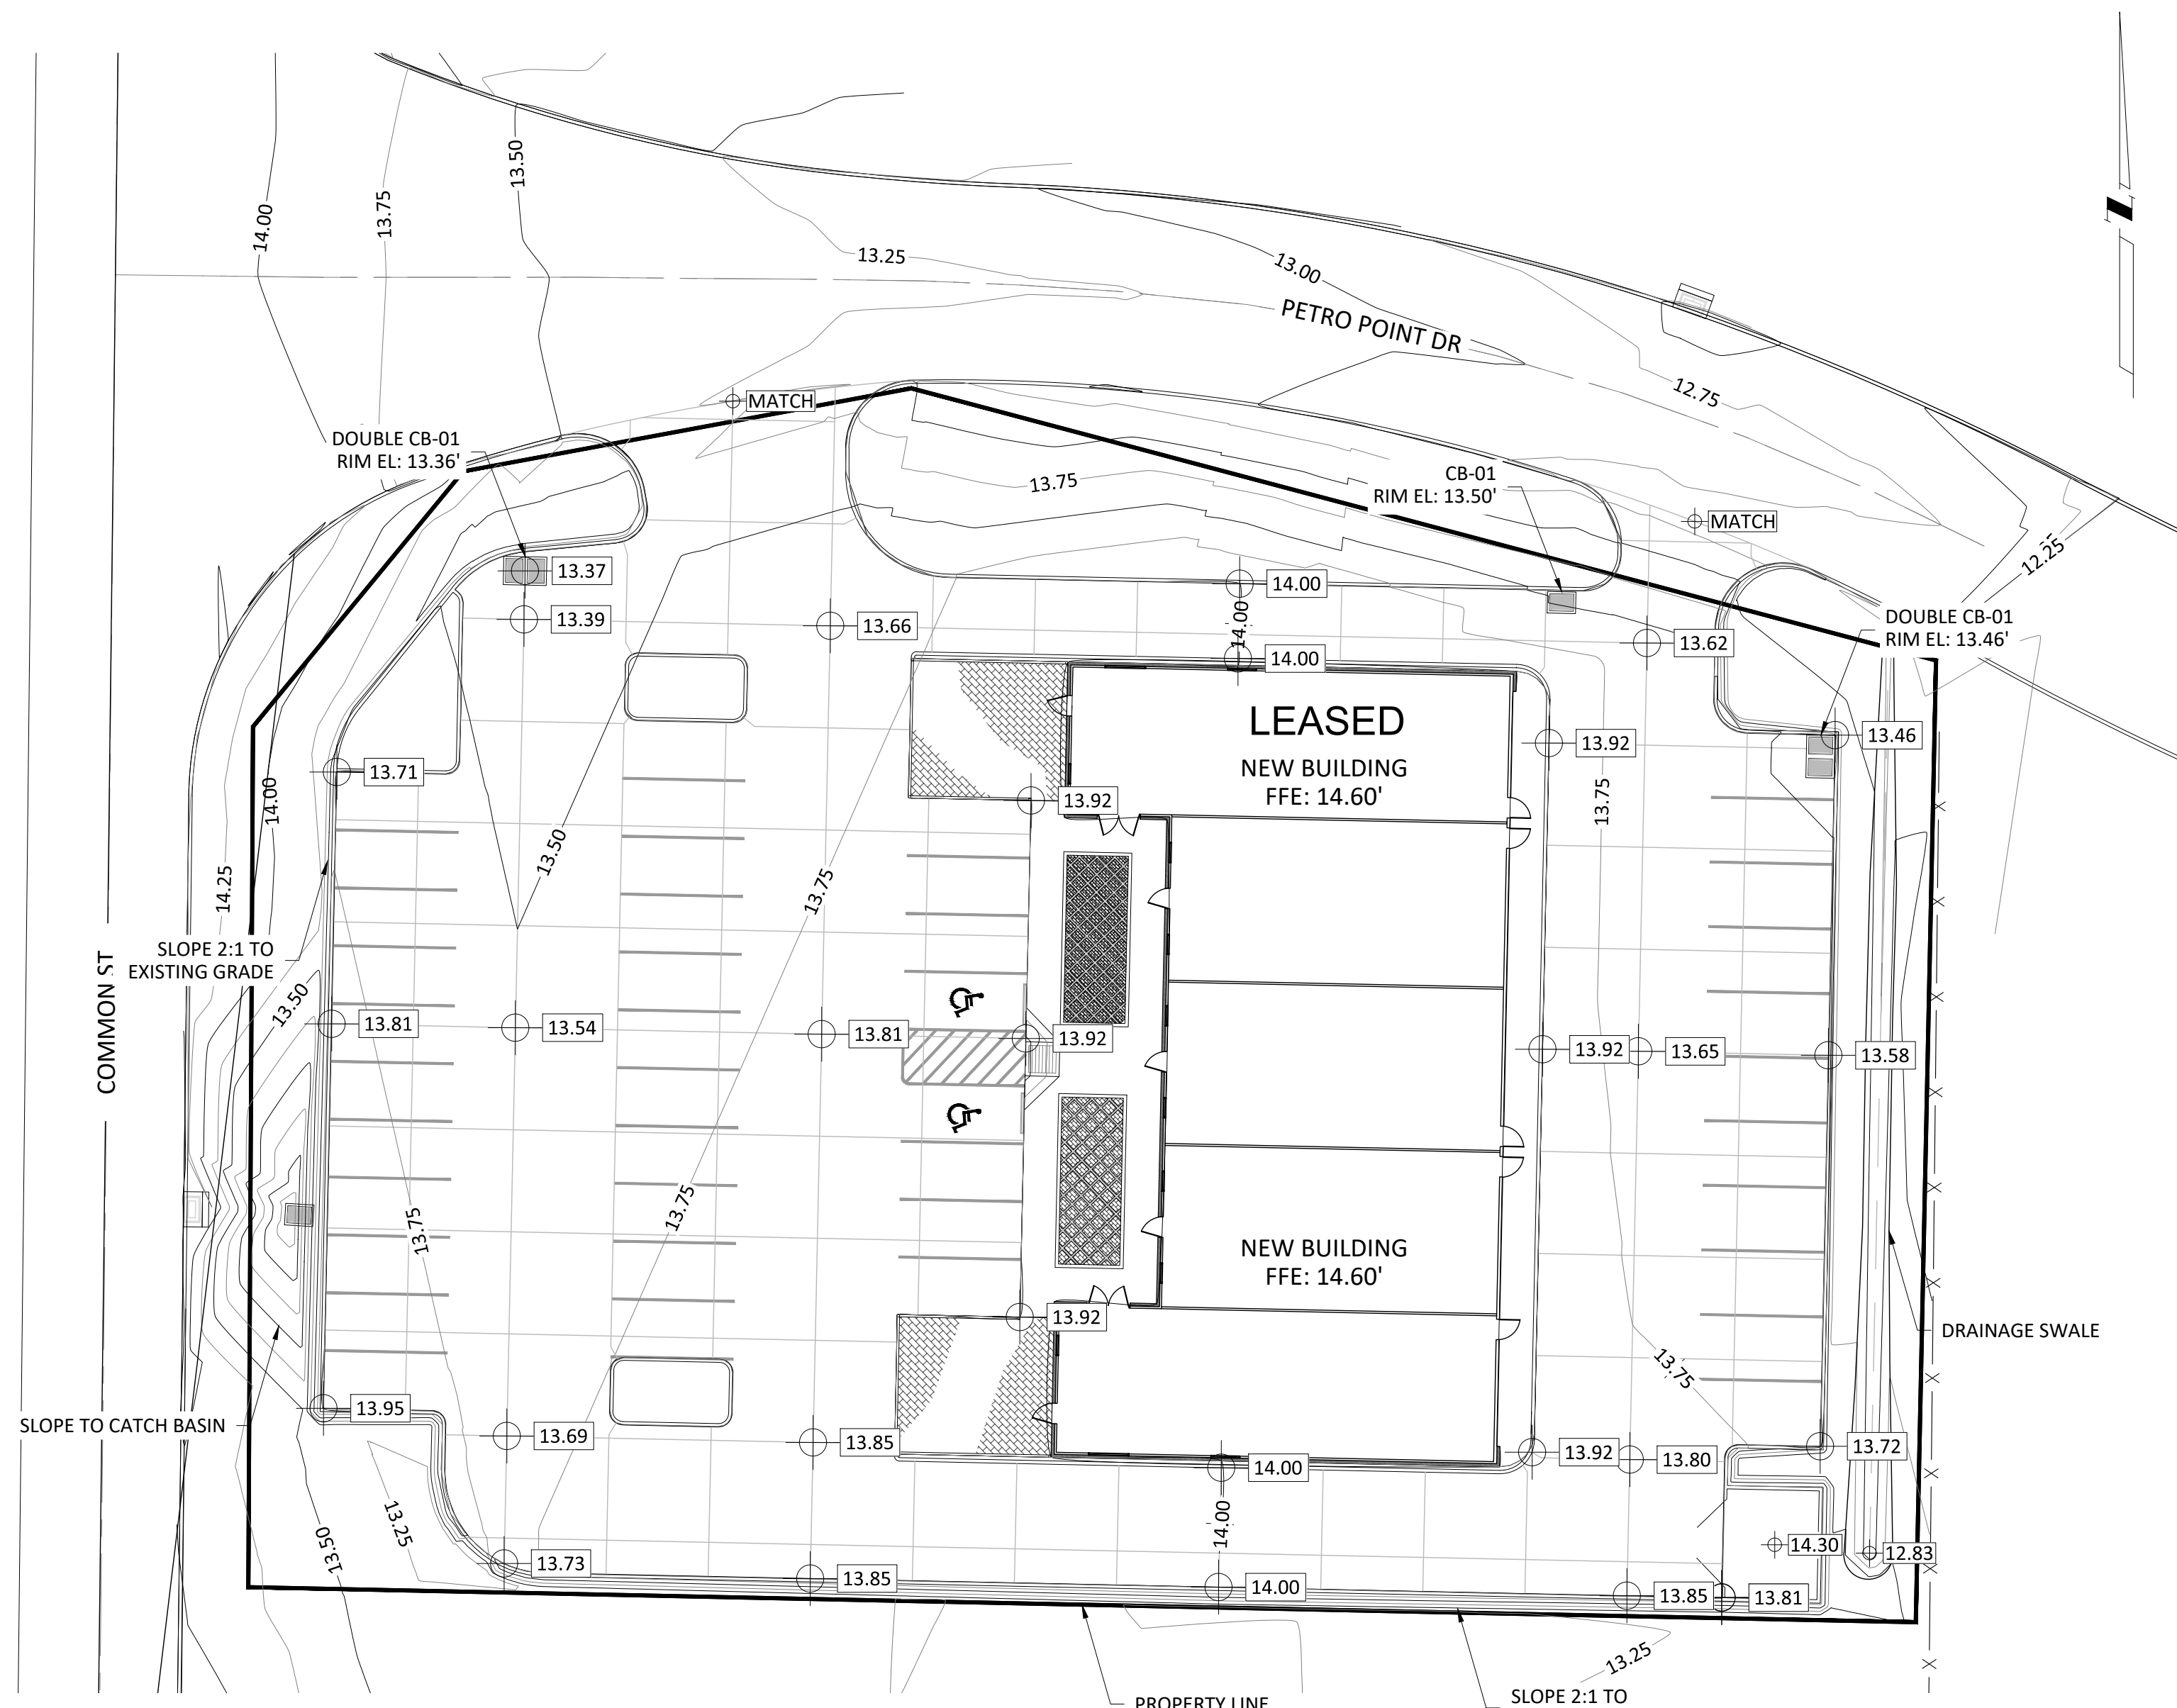 13.50
14.00
13.75
13.25
13.00
PETRO POINT DR
12.75
MATCH
DOUBLE CB-01
RIM EL: 13.36'
13.75
CB-01
RIM EL: 13.50'
MATCH
12.25
13.37
14.00
13.39
13.66
14.00
13.62
DOUBLE CB-01
RIM EL: 13.46'
14.00
LEASED
13.92
13.46
NEW BUILDING
FFE: 14.60'
13.71
14.00
13.92
13.75
13.50
14.25
13.75
COMMON ST
SLOPE 2:1 TO
EXISTING GRADE
13.50
13.81
13.54
13.81
13.92
13.92
13.65
13.58
13.75
13.75
NEW BUILDING
FFE: 14.60'
13.92
DRAINAGE SWALE
13.75
13.95
SLOPE TO CATCH BASIN
13.69
13.85
13.92
13.80
13.72
14.00
13.25
13.50
14.00
14.30
12.83
13.73
13.85
14.00
13.85
13.81
13.25
PROPERTY LINE
SLOPE 2:1 TO